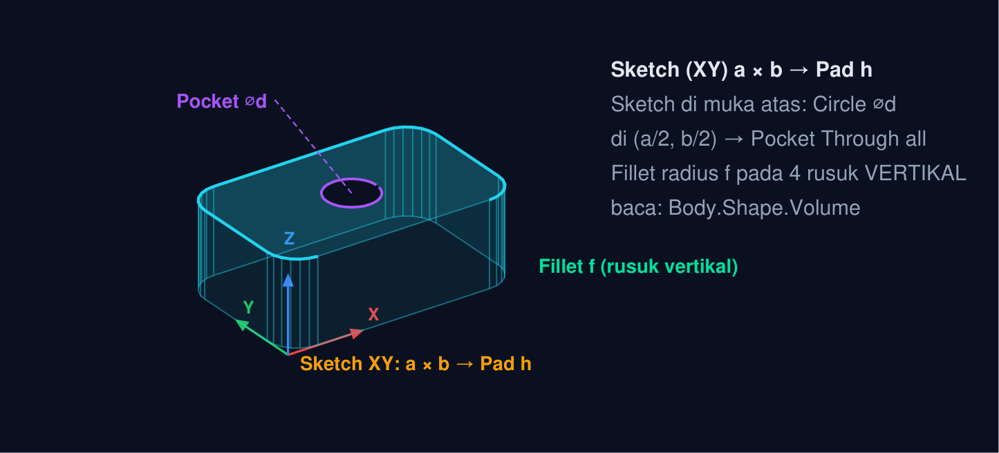 Sketch (XY) a × b → Pad h
Pocket ⌀d
Sketch di muka atas: Circle ⌀d
di (a/2, b/2) → Pocket Through all
Fillet radius f pada 4 rusuk VERTIKAL
baca: Body.Shape.Volume
Z
Fillet f (rusuk vertikal)
Y
X
Sketch XY: a × b → Pad h